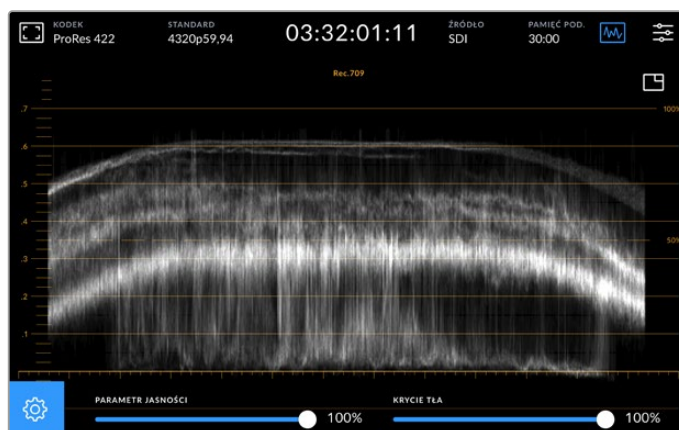 KODEK
ProRes 422
STANDARD
4320p59,94
03:32:01:11
ŹRÓDŁO
SDI
PAMIĘĆ POD.
30:00
Rec.709
.7
100%
.6
.5
.4
50%
.3
.2
.1
PARAMETR JASNOŚCI
100%
KRYCIE TŁA
100%